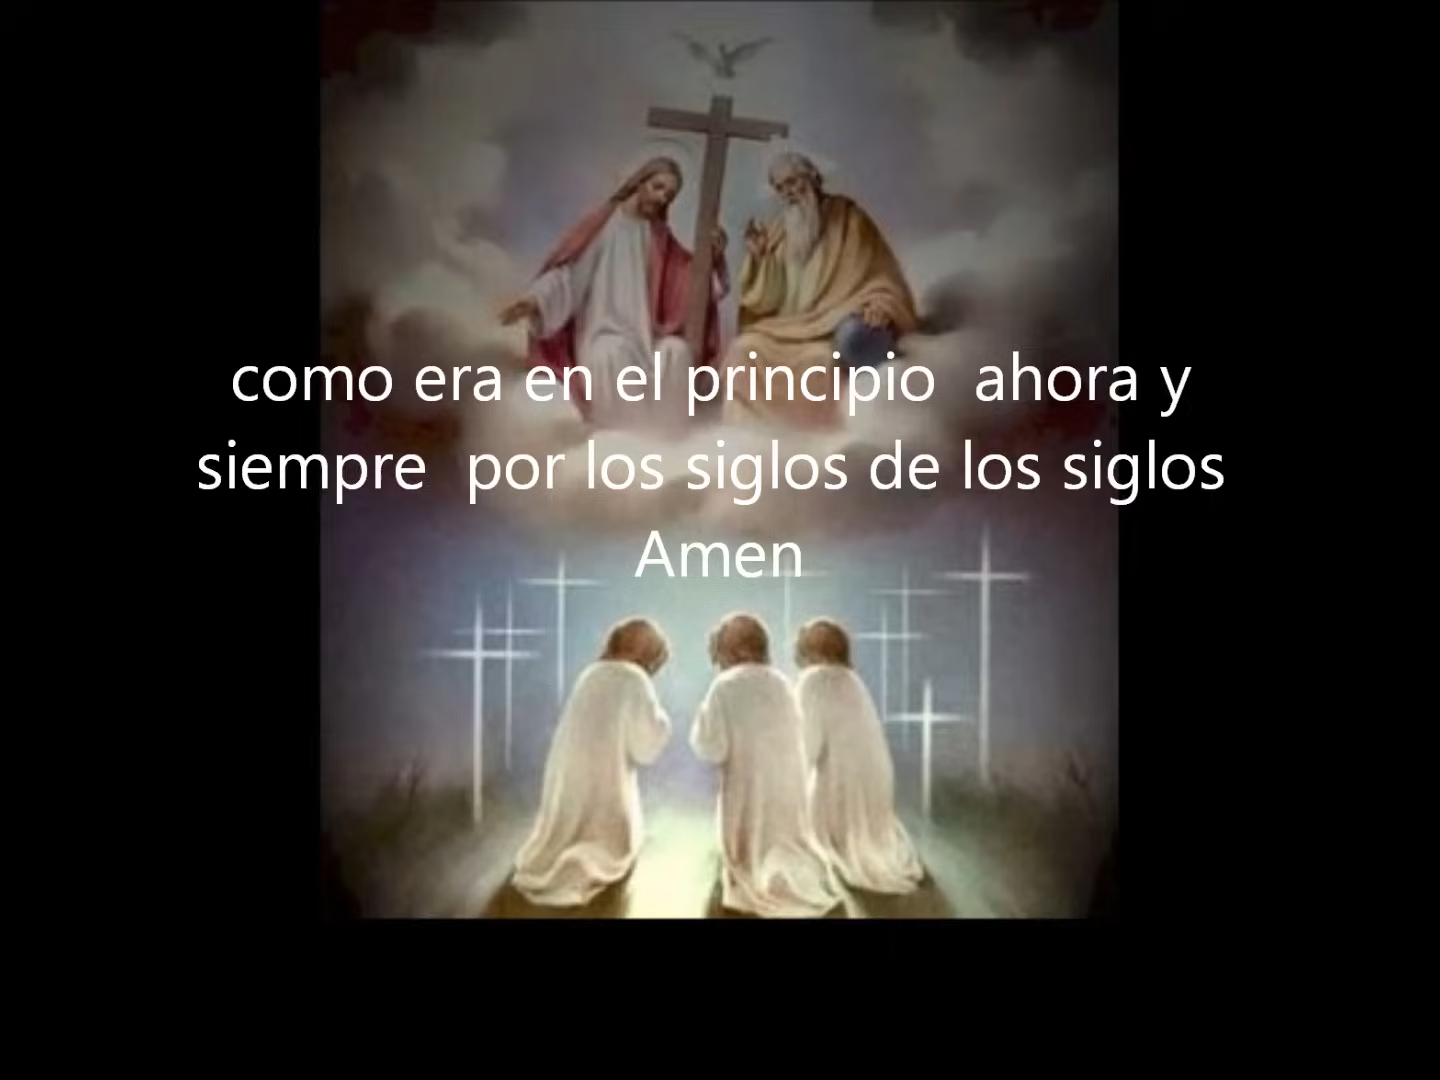 como era en el principio  ahora y
siempre  por los siglos de los siglos
Amen